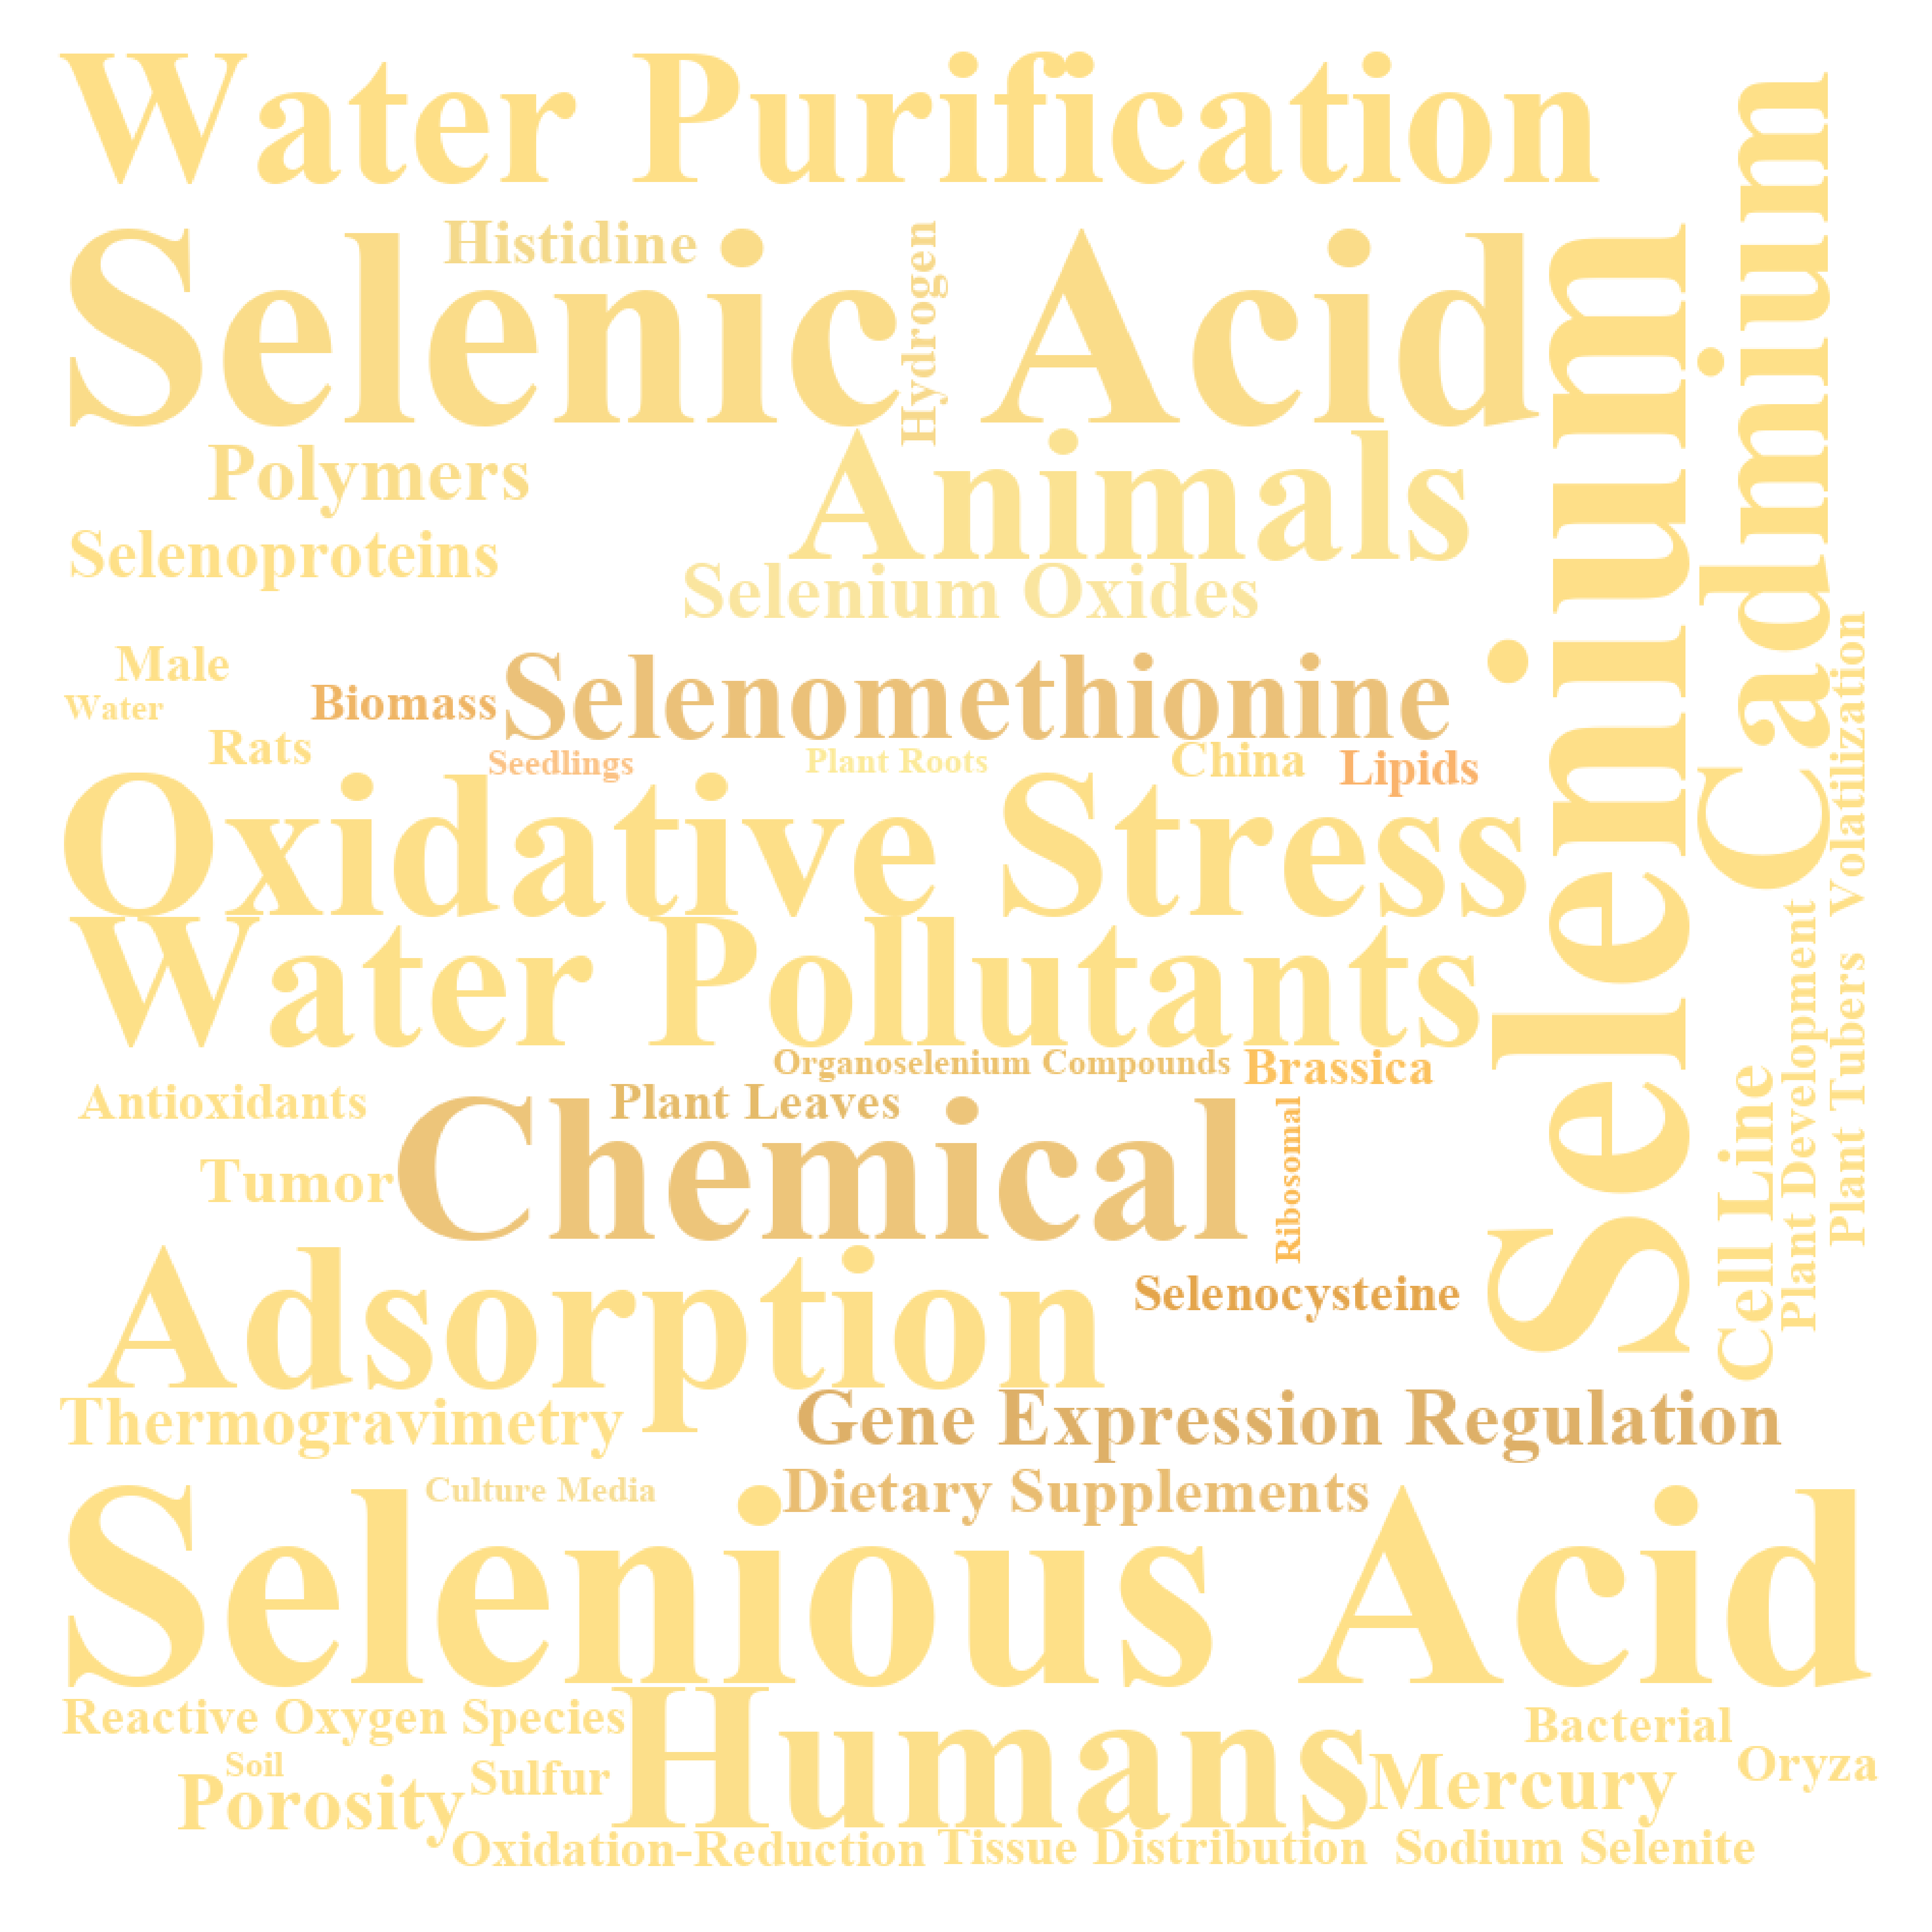 Water Purification
Selenic Acid
Histidine
Hydrogen
Selenium
Cadmium
Polymers
Animals
Selenoproteins
Selenium Oxides
Male
Water
Biomass
Selenomethionine
Rats
Seedlings
Plant Roots
China
Lipids
Volatilization
Oxidative Stress
Water Pollutants
Organoselenium Compounds
Brassica
Antioxidants
Plant Leaves
Chemical
Tumor
Ribosomal
Cell Line
Plant Development
Plant Tubers
Adsorption
Selenocysteine
Thermogravimetry
Gene Expression Regulation
Culture Media
Dietary Supplements
Selenious Acid
Reactive Oxygen Species
Humans
Bacterial
Soil
Porosity
Sulfur
Mercury
Oryza
Oxidation-Reduction
Tissue Distribution
Sodium Selenite